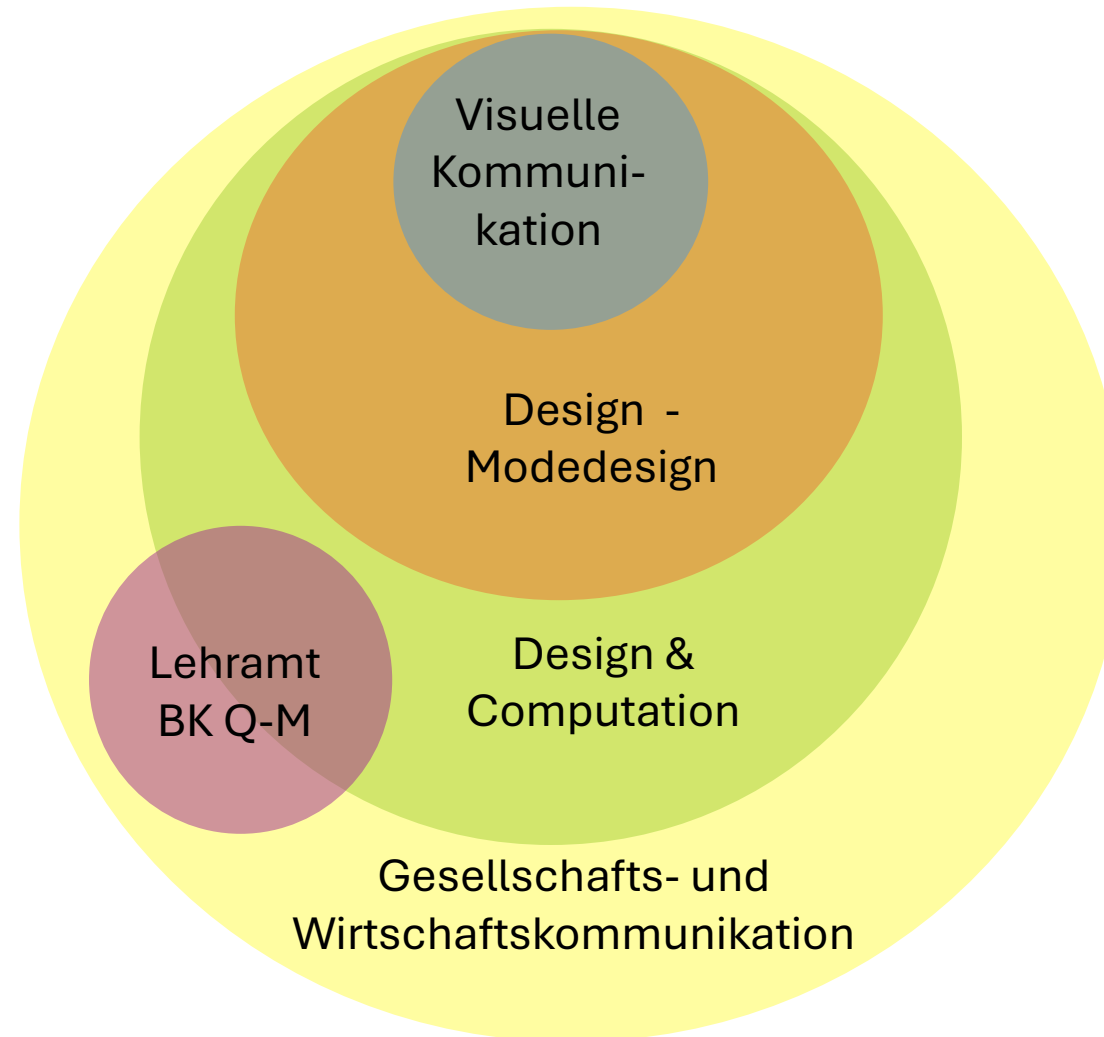 Visuelle
Kommuni-
kation
Design -
Modedesign
Design &
Computation
Lehramt
BK Q-M
Gesellschafts- und
Wirtschaftskommunikation